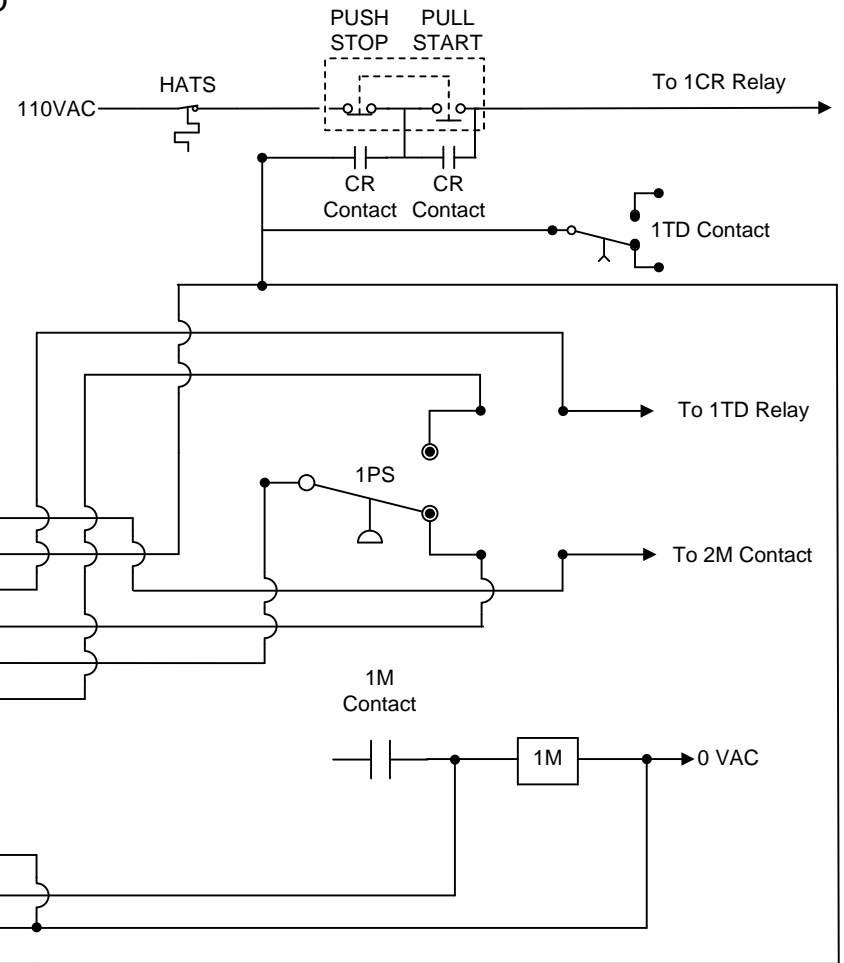 PUSH STOP
PULL START
HATS
110VAC
To 1CR Relay
CR Contact
CR Contact
1TD Contact
To 1TD Relay
1PS
To 2M Contact
1M Contact
1M
0 VAC